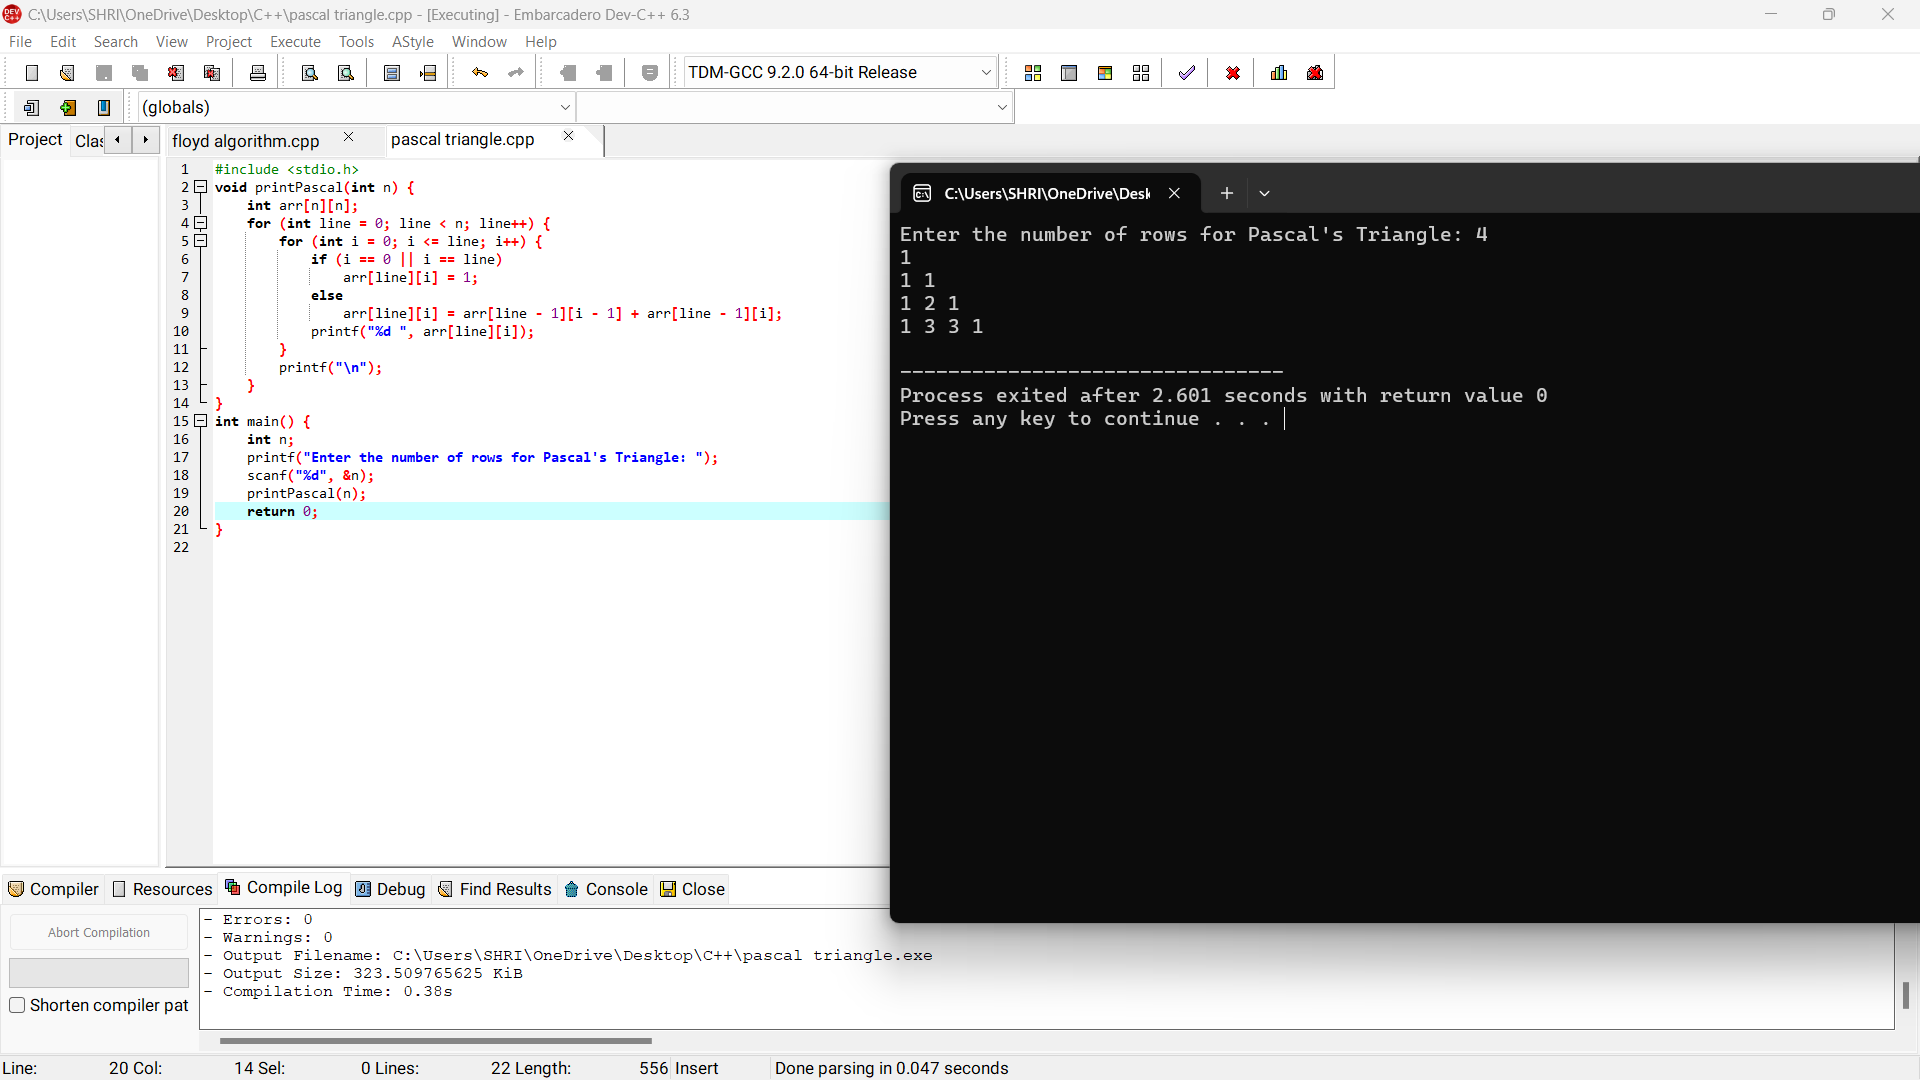 C:\Users\SHRI\OneDrive\Desktop\C++\pascal triangle.cpp - [Executing] - Embarcadero Dev-C++ 6.3
File Edit Search View Project Execute Tools AStyle Window Help
TDM-GCC 9.2.0 64-bit Release
(globals)
Project Clas floyd algorithm.cpp pascal triangle.cpp
1 #include <stdio.h>
2 void printPascal(int n) {
3 int arr[n][n];
4 for (int line = 0; line < n; line++) {
5 for (int i = 0; i <= line; i++) {
6 if (i == 0 || i == line)
7 arr[line][i] = 1;
8 else
9 arr[line][i] = arr[line - 1][i - 1] + arr[line - 1][i];
10 printf("%d ", arr[line][i]);
11 }
12 printf("\n");
13 }
14 }
15 int main() {
16 int n;
17 printf("Enter the number of rows for Pascal's Triangle: ");
18 scanf("%d", &n);
19 printPascal(n);
20 return 0;
21 }
22
C:\Users\SHRI\OneDrive\Desk
Enter the number of rows for Pascal's Triangle: 4
1
1 1
1 2 1
1 3 3 1
--------------------------------
Process exited after 2.601 seconds with return value 0
Press any key to continue . . .
Compiler Resources Compile Log Debug Find Results Console Close
Abort Compilation
Shorten compiler pat
- Errors: 0
- Warnings: 0
- Output Filename: C:\Users\SHRI\OneDrive\Desktop\C++\pascal triangle.exe
- Output Size: 323.509765625 KiB
- Compilation Time: 0.38s
Line: 20 Col: 14 Sel: 0 Lines: 22 Length: 556 Insert Done parsing in 0.047 seconds